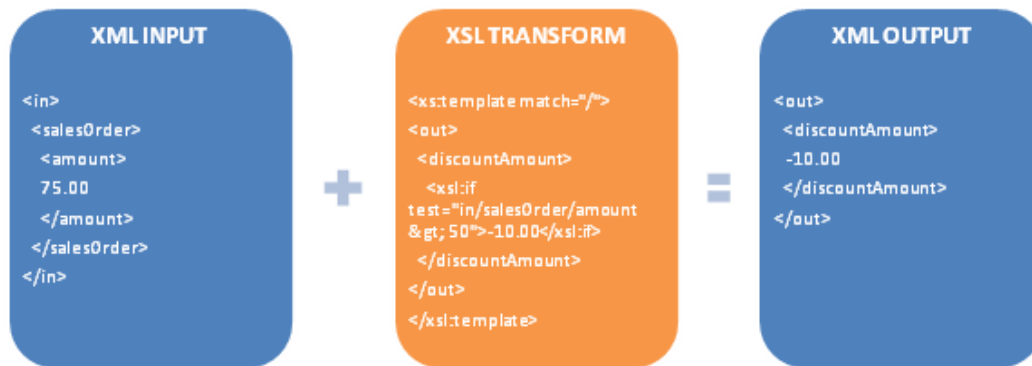 XML INPUT
<in>
<salesOrder>
<amount>
75.00
</amount>
</salesOrder>
</in>
+
XSL TRANSFORM
<xs:template match="/">
<out>
<discountAmount>
<xsl:if
test="in/salesOrder/amount
&gt; 50">-10.00</xsl:if>
</discountAmount>
</out>
</xsl:template>
=
XML OUTPUT
<out>
<discountAmount>
-10.00
</discountAmount>
</out>